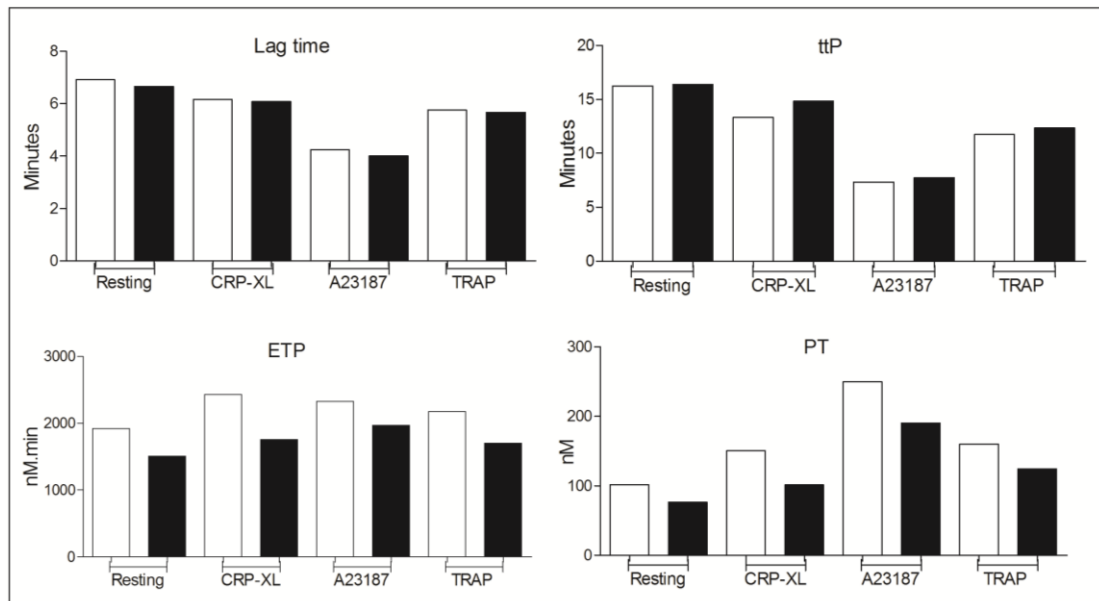 Lag time
8
6
4
2
0
Minutes
Resting CRP-XL A23187 TRAP
ttP
20
15
10
5
0
Minutes
Resting CRP-XL A23187 TRAP
ETP
3000
2000
1000
0
nM.min
Resting CRP-XL A23187 TRAP
PT
300
200
100
0
nM
Resting CRP-XL A23187 TRAP